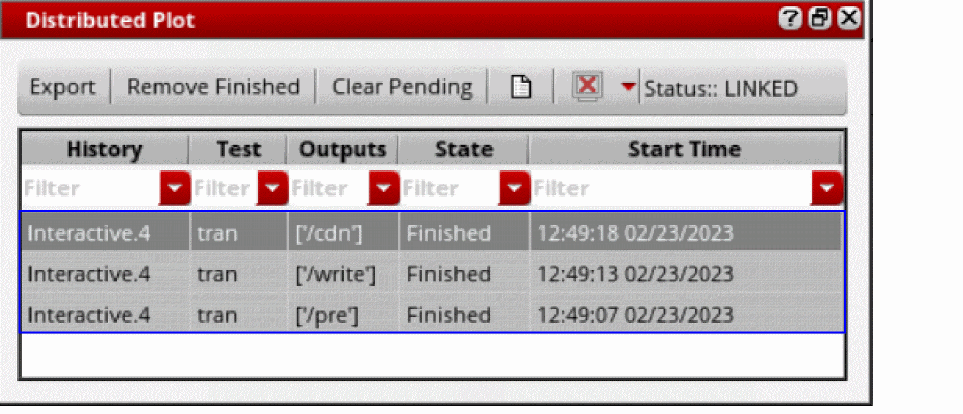 Distributed Plot
Export Remove Finished Clear Pending Status:: LINKED
History Test Outputs State Start Time
Filter Filter Filter Filter Filter
Interactive.4 tran ['/cdn'] Finished 12:49:18 02/23/2023
Interactive.4 tran ['/write'] Finished 12:49:13 02/23/2023
Interactive.4 tran ['/pre'] Finished 12:49:07 02/23/2023